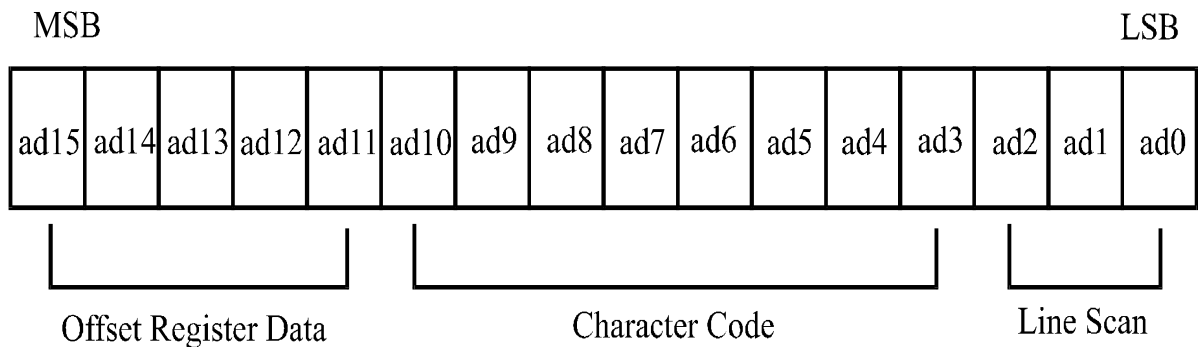 MSB LSB
ad15 ad14 ad13 ad12 ad11 ad10 ad9 ad8 ad7 ad6 ad5 ad4 ad3 ad2 ad1 ad0
Offset Register Data Character Code Line Scan